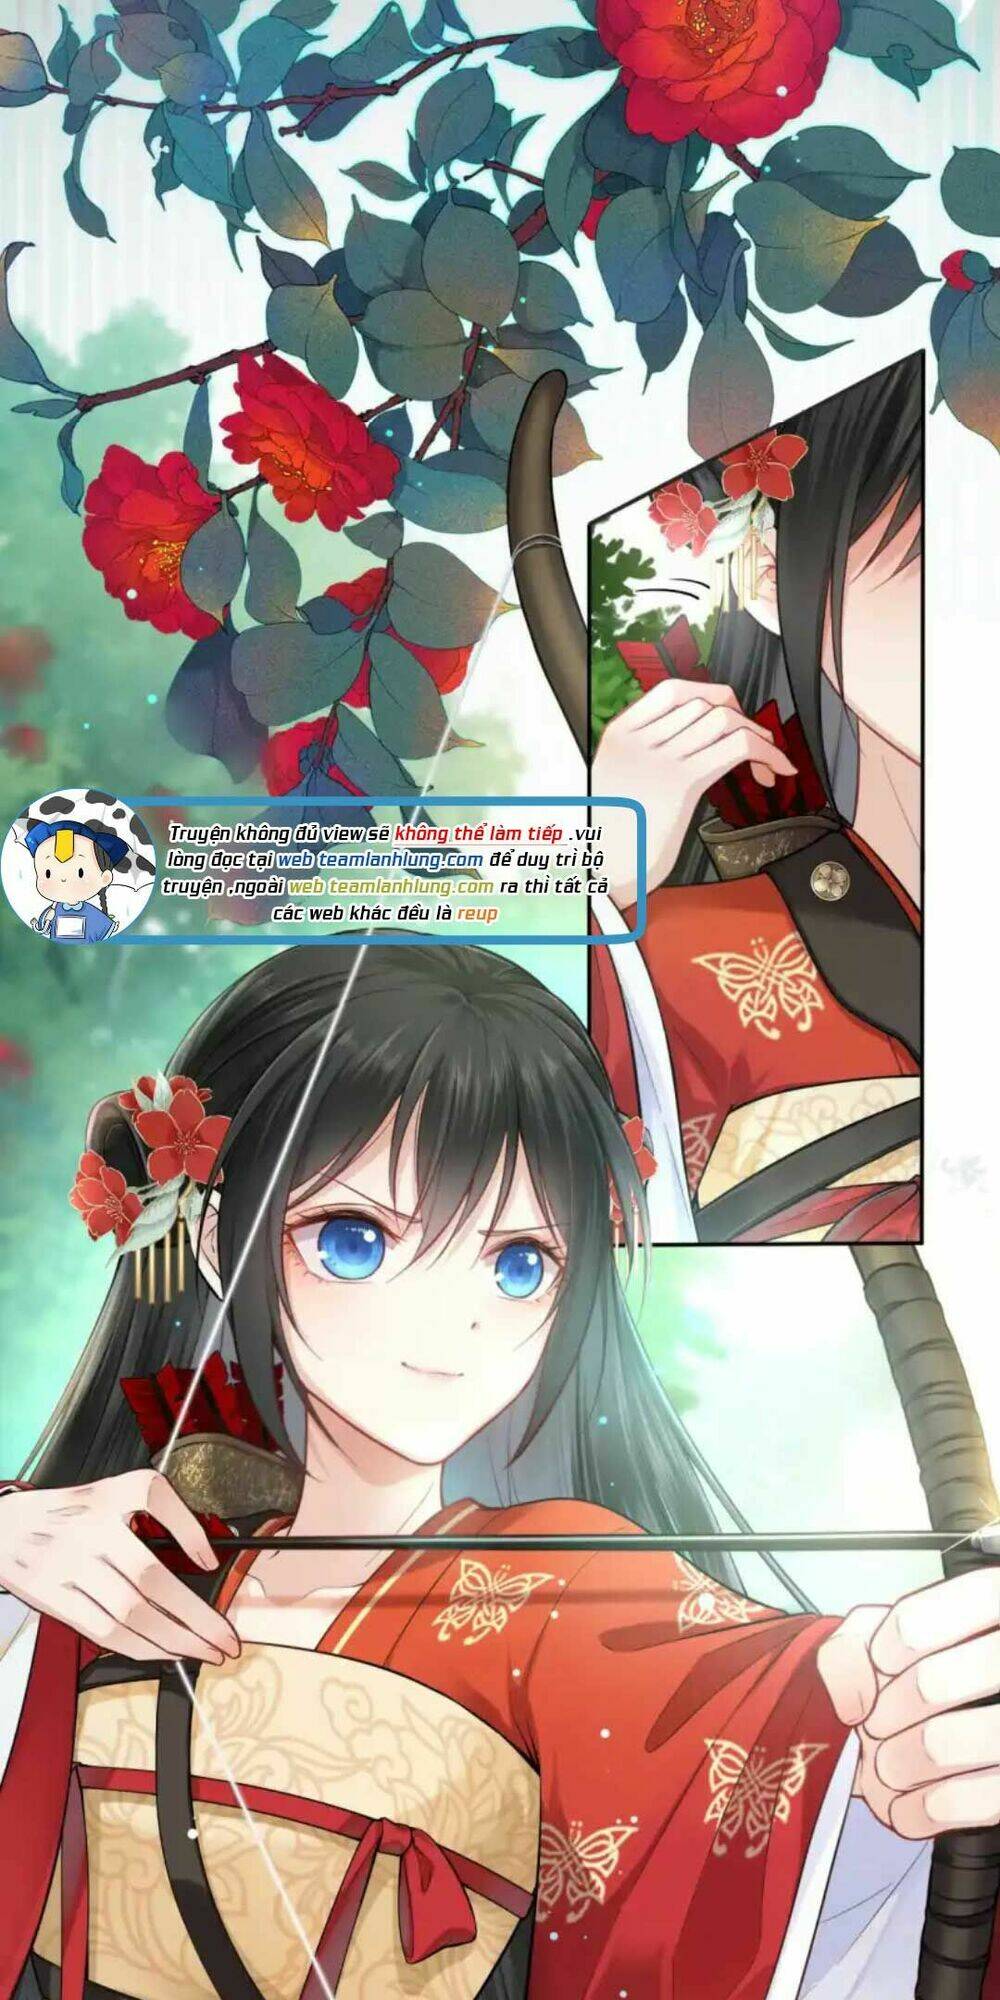 Truyện không đủ view sẽ không thể làm tiếp .vui
lòng đọc tại web teamlanhlung.com để duy trì bộ
truyện ,ngoài web teamlanhlung.com ra thì tất cả
các web khác đều là reup